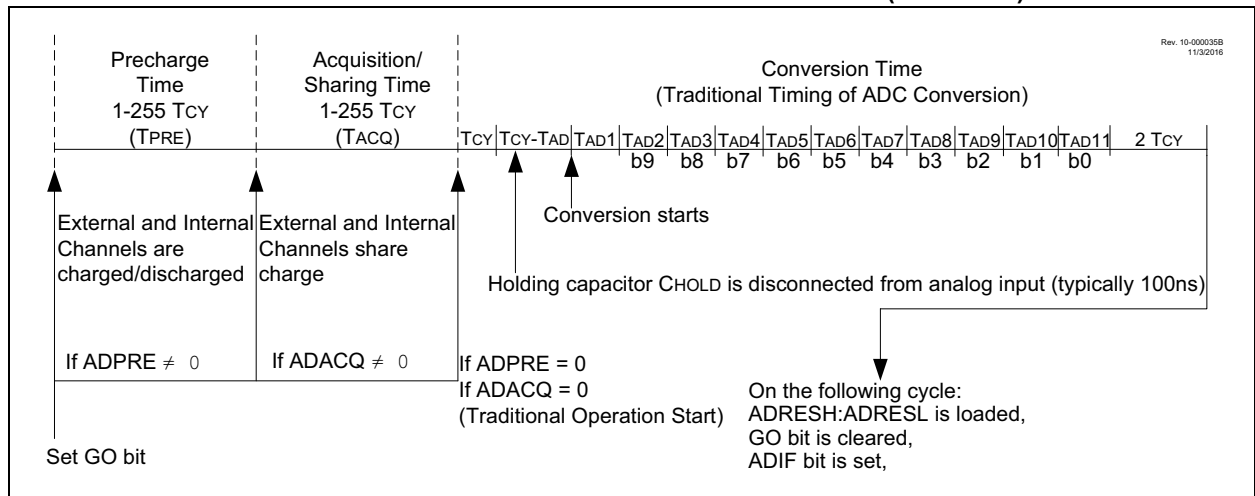 Rev. 10-000035B
11/3/2016
Precharge
Time
1-255 TCY
(TPRE)
Acquisition/
Sharing Time
1-255 TCY
(TACQ)
Conversion Time
(Traditional Timing of ADC Conversion)
TCY TCY-TAD TAD1 TAD2 TAD3 TAD4 TAD5 TAD6 TAD7 TAD8 TAD9 TAD10 TAD11 2 TCY
b9 b8 b7 b6 b5 b4 b3 b2 b1 b0
External and Internal
Channels are
charged/discharged
External and Internal
Channels share
charge
Conversion starts
Holding capacitor CHOLD is disconnected from analog input (typically 100ns)
If ADPRE ≠ 0
If ADACQ ≠ 0
If ADPRE = 0
If ADACQ = 0
(Traditional Operation Start)
On the following cycle:
ADRESH:ADRESL is loaded,
GO bit is cleared,
ADIF bit is set,
Set GO bit